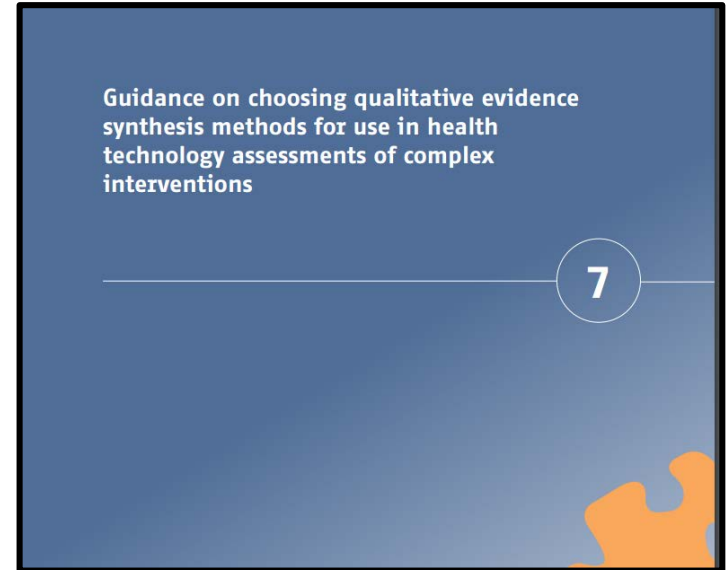 Guidance on choosing qualitative evidence
synthesis methods for use in health
technology assessments of complex
interventions
7